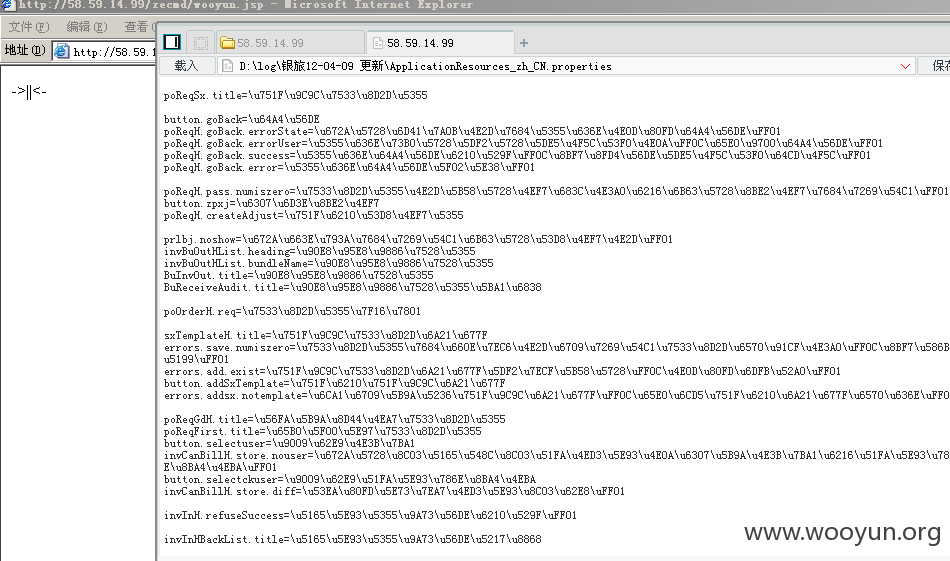 http://58.59.14.99/zecmd/wooyun.jsp - Microsoft Internet Explorer
文件(F) 编辑(E) 查看(
地址(D) http://58.59.1
->||<-
58.59.14.99
58.59.14.99
+
载入 D:\log\银旅12-04-09 更新\ApplicationResources_zh_CN.properties 保存
poReqSx.title=\u751F\u9C9C\u7533\u8D2D\u5355
button.goBack=\u64A4\u56DE
poReqH.goBack.errorState=\u672A\u5728\u6D41\u7A0B\u4E2D\u7684\u5355\u636E\u4E0D\u80FD\u64A4\u56DE\uFF01
poReqH.goBack.errorUser=\u5355\u636E\u73B0\u5728\u5DF2\u5728\u5DE5\u4F5C\u53F0\u4E0A\uFF0C\u65E0\u9700\u64A4\u56DE\uFF01
poReqH.goBack.success=\u5355\u636E\u64A4\u56DE\u6210\u529F\uFF0C\u8BF7\u8FD4\u56DE\u5DE5\u4F5C\u53F0\u64CD\u4F5C\uFF01
poReqH.goBack.error=\u5355\u636E\u64A4\u56DE\u5F02\u5E38\uFF01
poReqH.pass.numiszero=\u7533\u8D2D\u5355\u4E2D\u5B58\u5728\u4EF7\u683C\u4E3A0\u6216\u6B63\u5728\u8BE2\u4EF7\u7684\u7269\u54C1\uFF01
button.zpxj=\u6307\u6D3E\u8BE2\u4EF7
poReqH.createAdjust=\u751F\u6210\u53D8\u4EF7\u5355
prlbj.noshow=\u672A\u663E\u793A\u7684\u7269\u54C1\u6B63\u5728\u53D8\u4EF7\u4E2D\uFF01
invBuOutHList.heading=\u90E8\u95E8\u9886\u7528\u5355
invBuOutHList.bundleName=\u90E8\u95E8\u9886\u7528\u5355
BuInvOut.title=\u90E8\u95E8\u9886\u7528\u5355
BuReceiveAudit.title=\u90E8\u95E8\u9886\u7528\u5355\u5BA1\u6838
poOrderH.req=\u7533\u8D2D\u5355\u7F16\u7801
sxTemplateH.title=\u751F\u9C9C\u7533\u8D2D\u6A21\u677F
errors.save.numiszero=\u7533\u8D2D\u5355\u7684\u660E\u7EC6\u4E2D\u6709\u7269\u54C1\u7533\u8D2D\u6570\u91CF\u4E3A0\uFF0C\u8BF7\u586B
u5199\uFF01
errors.add.exist=\u751F\u9C9C\u7533\u8D2D\u6A21\u677F\u5DF2\u7ECF\u5B58\u5728\uFF0C\u4E0D\u80FD\u6DFB\u52A0\uFF01
button.addSxTemplate=\u751F\u6210\u751F\u9C9C\u6A21\u677F
errors.addsx.notemplate=\u6CA1\u6709\u5B9A\u5236\u751F\u9C9C\u6A21\u677F\uFF0C\u65E0\u6CD5\u751F\u6210\u6A21\u677F\u6570\u636E\uFF01
poReqGdH.title=\u56FA\u5B9A\u8D44\u4EA7\u7533\u8D2D\u5355
poReqFirst.title=\u65B0\u5F00\u5E97\u7533\u8D2D\u5355
button.selectuser=\u9009\u62E9\u4E3B\u7BA1
invCanBillH.store.nouser=\u672A\u5728\u8C03\u5165\u548C\u8C03\u51FA\u4ED3\u5E93\u4E0A\u6307\u5B9A\u4E3B\u7BA1\u6216\u51FA\u5E93\u78
E\u8BA4\u4EBA\uFF01
button.selectckuser=\u9009\u62E9\u51FA\u5E93\u786E\u8BA4\u4EBA
invCanBillH.store.diff=\u53EA\u80FD\u5E73\u7EA7\u4ED3\u5E93\u8C03\u62E8\uFF01
invInH.refuseSuccess=\u5165\u5E93\u5355\u9A73\u56DE\u6210\u529F\uFF01
invInHBackList.title=\u5165\u5E93\u5355\u9A73\u56DE\u5217\u8868
www.wooyun.org